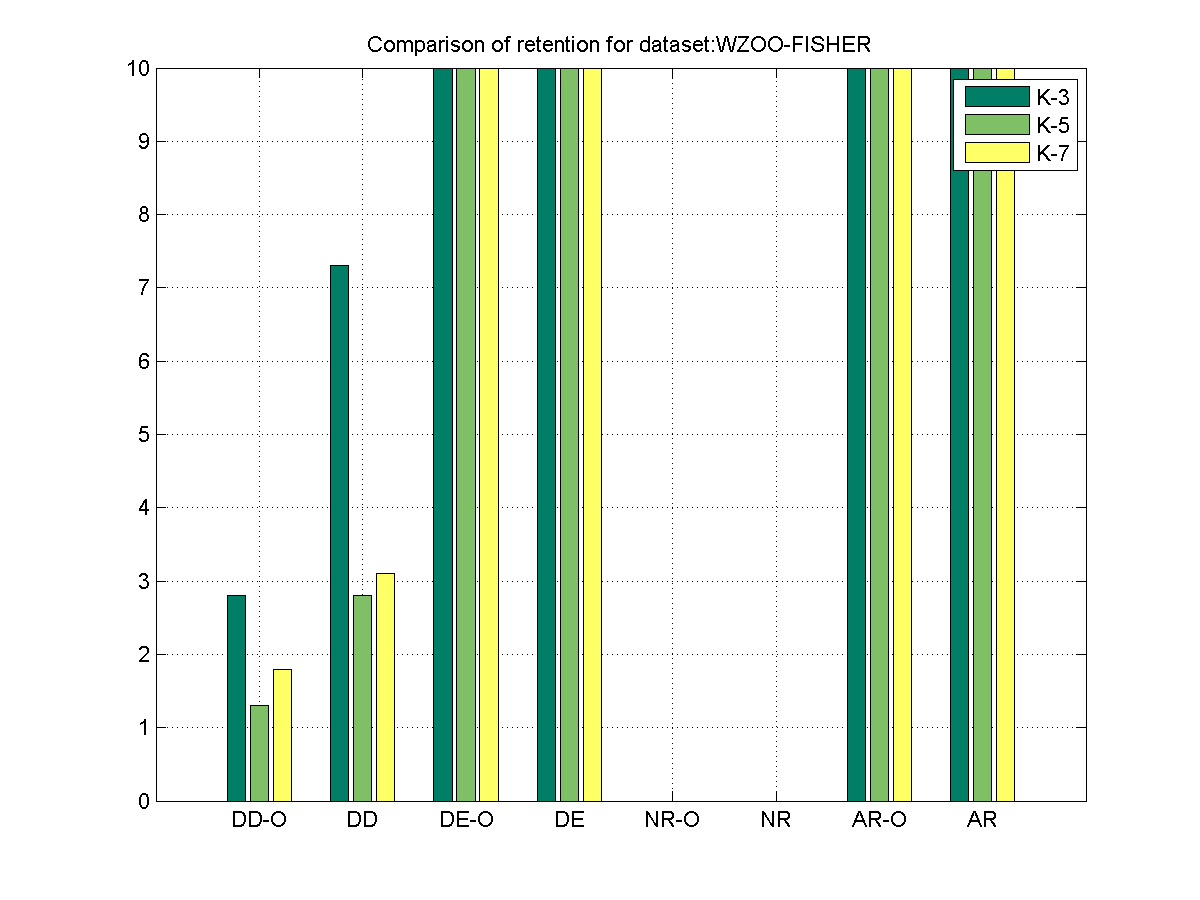 Comparison of retention for dataset:WZOO-FISHER
10
9
8
7
6
5
4
3
2
1
0
K-3
K-5
K-7
DD-O DD DE-O DE NR-O NR AR-O AR